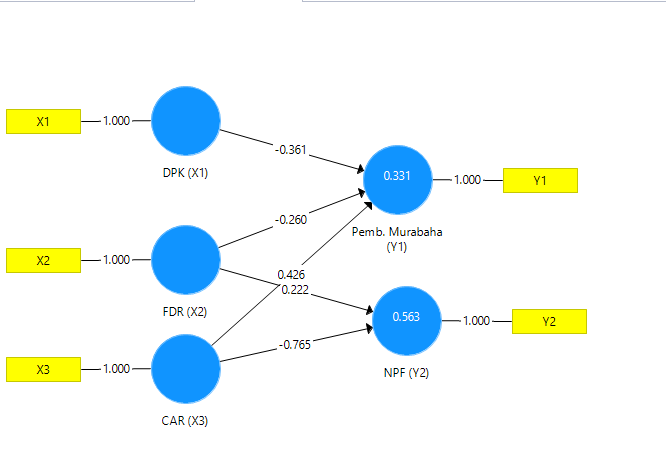 X1
1.000
DPK (X1)
-0.361
0.331
1.000
Y1
Pemb. Murabaha
(Y1)
-0.260
X2
1.000
FDR (X2)
0.426
0.222
0.563
1.000
Y2
NPF (Y2)
-0.765
X3
1.000
CAR (X3)